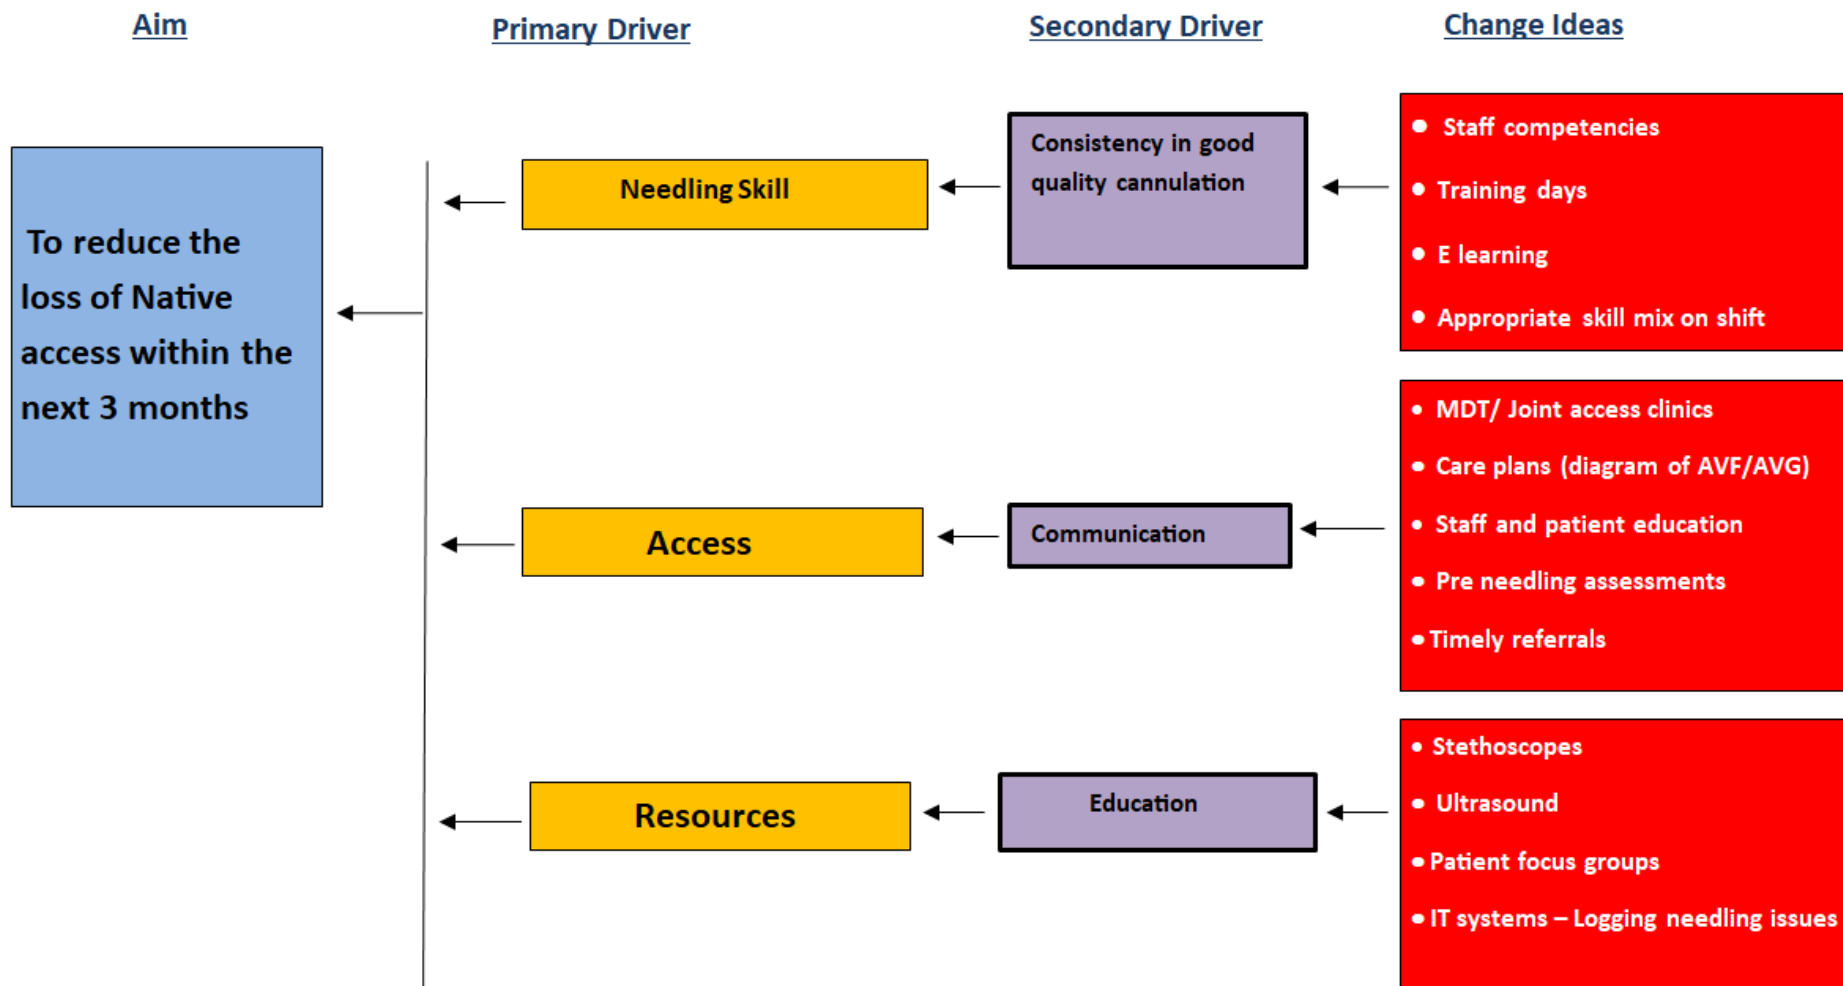 Aim
Primary Driver
Secondary Driver
Change Ideas
To reduce the
loss of Native
access within the
next 3 months
Needling Skill
Consistency in good
quality cannulation
• Staff competencies
• Training days
• E learning
• Appropriate skill mix on shift
Access
Communication
• MDT/ Joint access clinics
• Care plans (diagram of AVF/AVG)
• Staff and patient education
• Pre needling assessments
• Timely referrals
Resources
Education
• Stethoscopes
• Ultrasound
• Patient focus groups
• IT systems – Logging needling issues